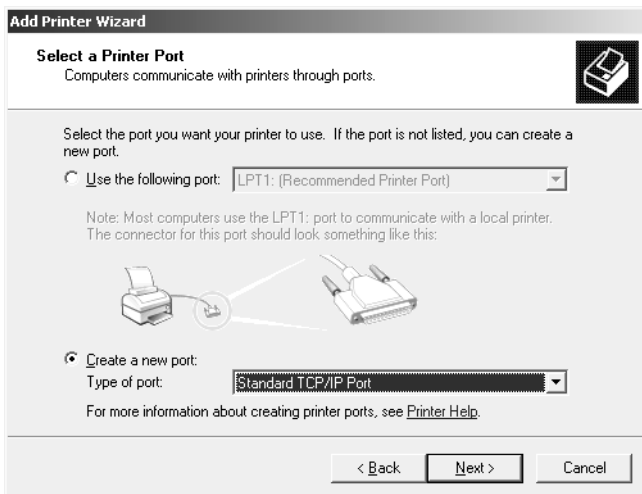 Add Printer Wizard
Select a Printer Port
Computers communicate with printers through ports.
Select the port you want your printer to use. If the port is not listed, you can create a
new port.
Use the following port: LPT1: (Recommended Printer Port)
Note: Most computers use the LPT1: port to communicate with a local printer.
The connector for this port should look something like this:
Create a new port:
Type of port: Standard TCP/IP Port
For more information about creating printer ports, see Printer Help.
< Back Next > Cancel